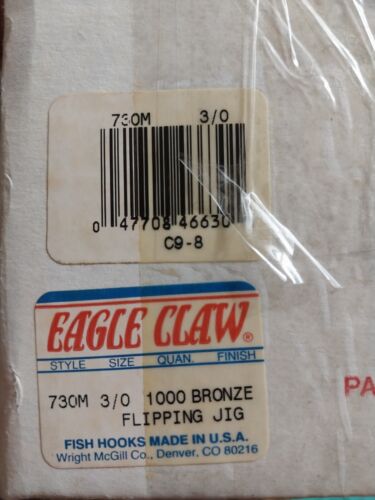 730M 3/0
0 47708 46630
C9-8
EAGLE CLAW®
STYLE SIZE QUAN. FINISH
730M 3/0 1000 BRONZE
FLIPPING JIG
FISH HOOKS MADE IN U.S.A.
Wright McGill Co., Denver, CO 80216
PA